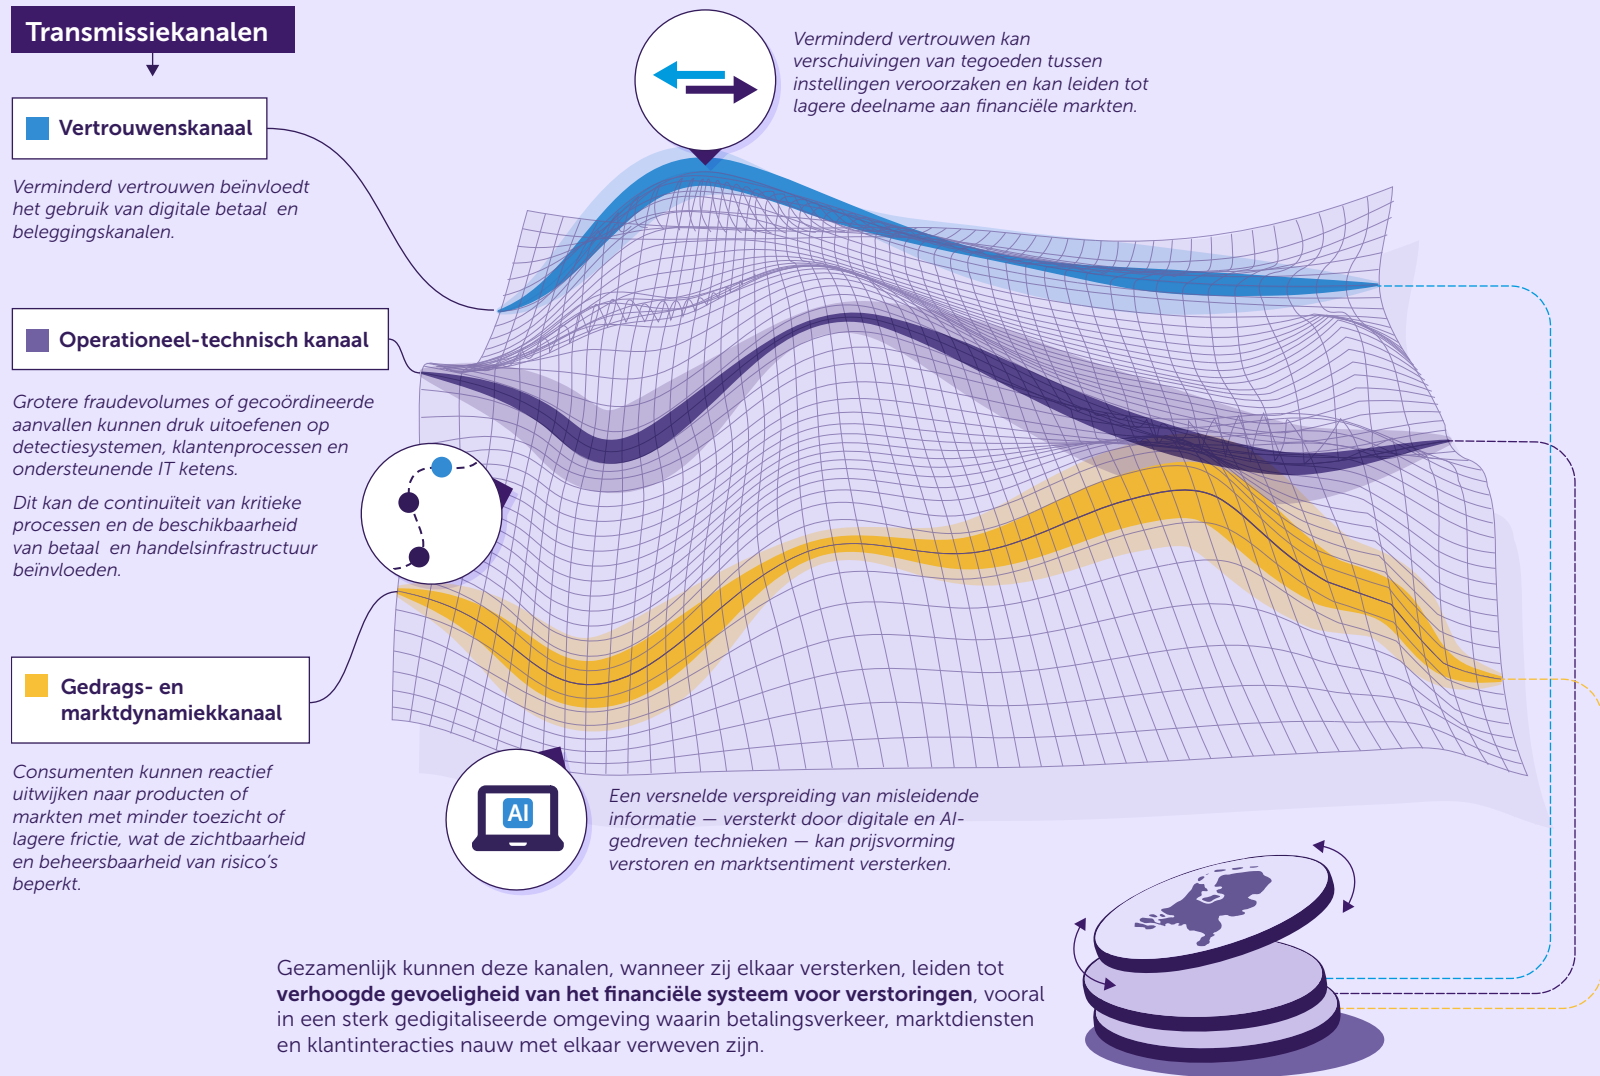 Transmissiekanalen
Vertrouwenskanaal
Verminderd vertrouwen beïnvloedt
het gebruik van digitale betaal  en
beleggingskanalen.
Verminderd vertrouwen kan
verschuivingen van tegoeden tussen
instellingen veroorzaken en kan leiden tot
lagere deelname aan financiële markten.
Operationeel-technisch kanaal
Grotere fraudevolumes of gecoördineerde
aanvallen kunnen druk uitoefenen op
detectiesystemen, klantenprocessen en
ondersteunende IT ketens.
Dit kan de continuïteit van kritieke
processen en de beschikbaarheid
van betaal  en handelsinfrastructuur
beïnvloeden.
Gedrags- en
marktdynamiekkanaal
Consumenten kunnen reactief
uitwijken naar producten of
markten met minder toezicht of
lagere frictie, wat de zichtbaarheid
en beheersbaarheid van risico's
beperkt.
AI
Een versnelde verspreiding van misleidende
informatie — versterkt door digitale en AI-
gedreven technieken — kan prijsvorming
verstoren en marktsentiment versterken.
Gezamenlijk kunnen deze kanalen, wanneer zij elkaar versterken, leiden tot
verhoogde gevoeligheid van het financiële systeem voor verstoringen, vooral
in een sterk gedigitaliseerde omgeving waarin betalingsverkeer, marktdiensten
en klantinteracties nauw met elkaar verweven zijn.